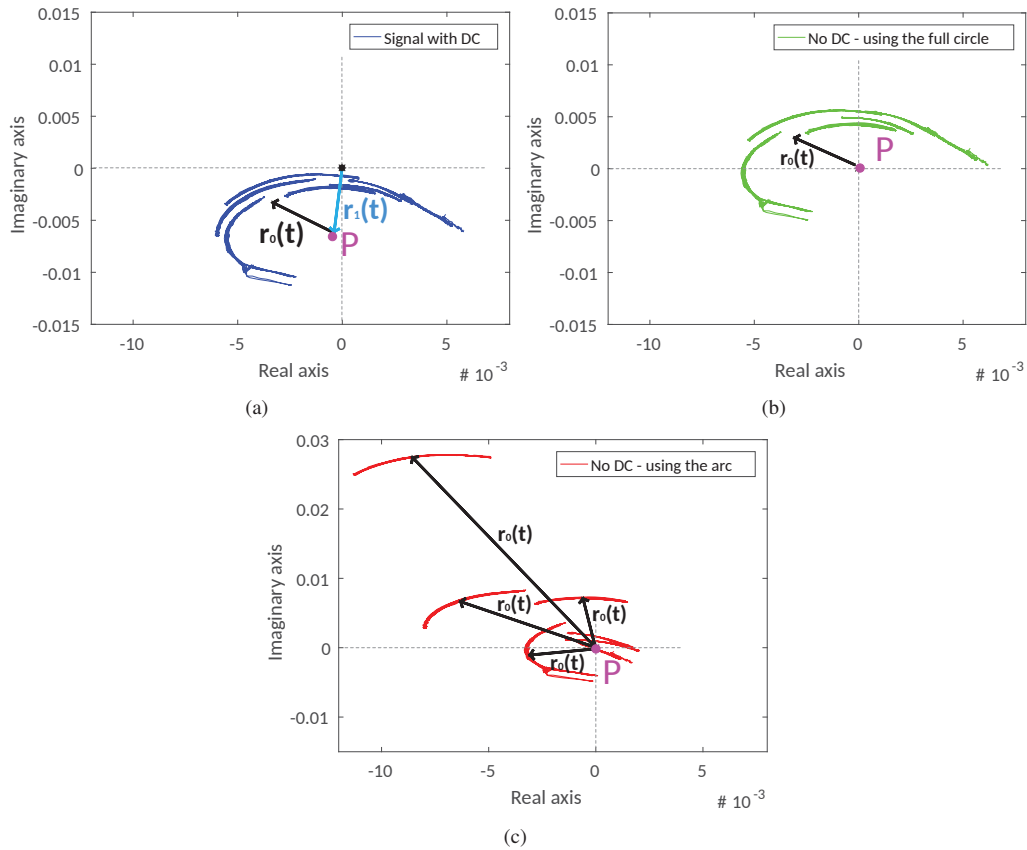 0.015
0.01
0.005
0
-0.005
-0.01
-0.015
Imaginary axis
Signal with DC
r₁(t)
r₀(t)
P
-10
-5
0
5
Real axis
# 10⁻³
(a)
0.015
0.01
0.005
0
-0.005
-0.01
-0.015
Imaginary axis
No DC - using the full circle
r₀(t)
P
-10
-5
0
5
Real axis
# 10⁻³
(b)
0.03
0.02
0.01
0
-0.01
Imaginary axis
No DC - using the arc
r₀(t)
r₀(t)
r₀(t)
r₀(t)
P
-10
-5
0
5
Real axis
# 10⁻³
(c)